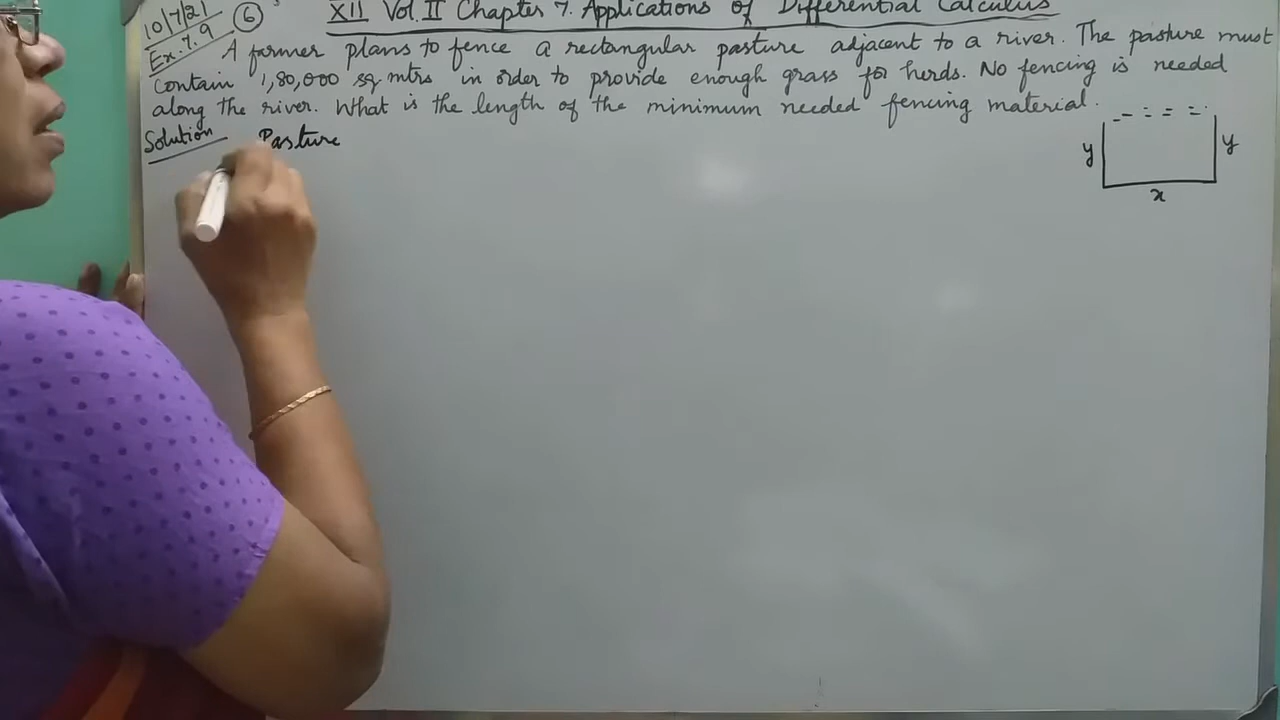 10/7/21
Ex. 7.9
6
XII Vol. II Chapter 7. Applications of Differential Calculus
A farmer plans to fence a rectangular pasture adjacent to a river. The pasture must
contain 1,80,000 sq. mtrs in order to provide enough grass for herds. No fencing is needed
along the river. What is the length of the minimum needed fencing material.
Solution Pasture
y y
x